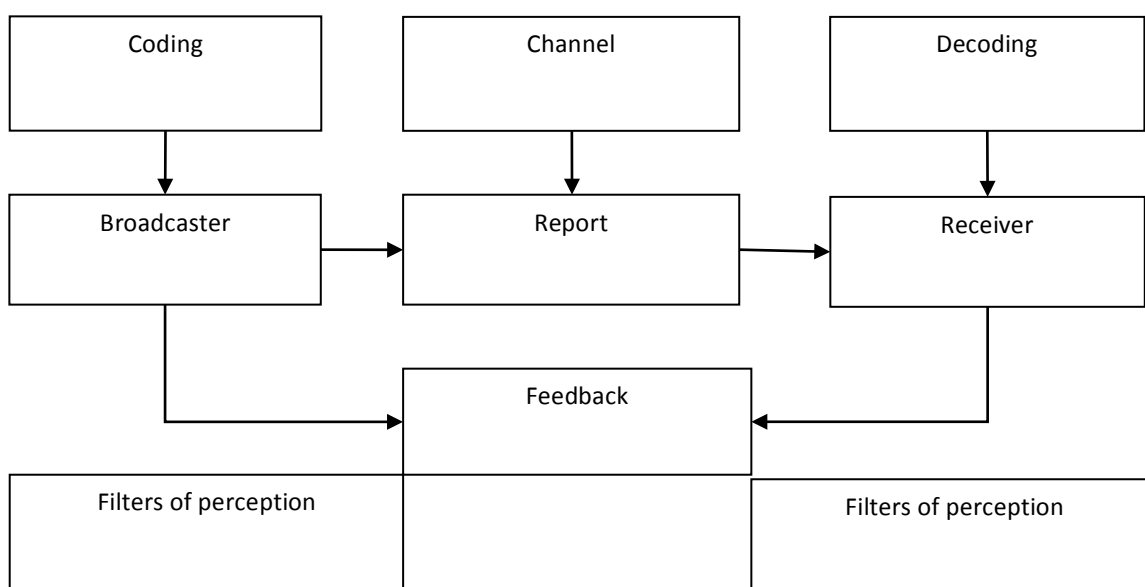 Coding
Channel
Decoding
Broadcaster
Report
Receiver
Feedback
Filters of perception
Filters of perception